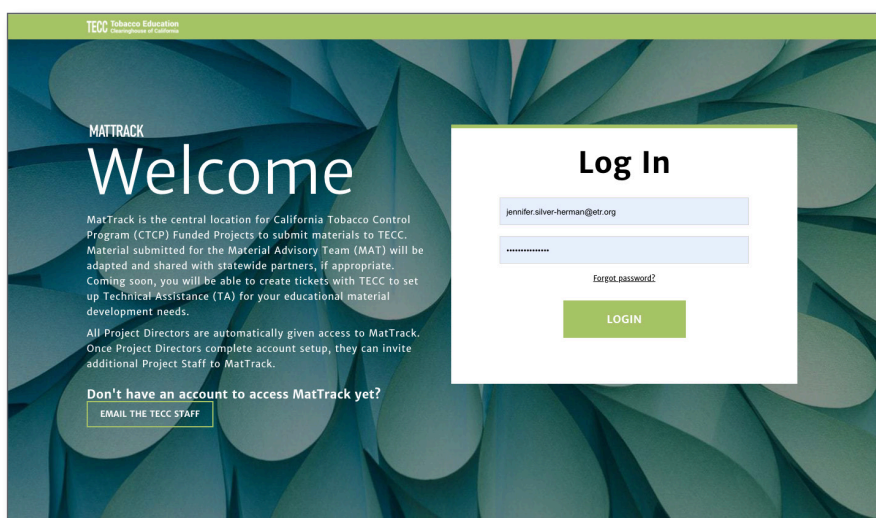 TECC Tobacco Education
Clearinghouse of California
MATTRACK
Welcome
MatTrack is the central location for California Tobacco Control
Program (CTCP) Funded Projects to submit materials to TECC.
Material submitted for the Material Advisory Team (MAT) will be
adapted and shared with statewide partners, if appropriate.
Coming soon, you will be able to create tickets with TECC to set
up Technical Assistance (TA) for your educational material
development needs.
All Project Directors are automatically given access to MatTrack.
Once Project Directors complete account setup, they can invite
additional Project Staff to MatTrack.
Don't have an account to access MatTrack yet?
EMAIL THE TECC STAFF
Log In
jennifer.silver-herman@etr.org
Forgot password?
LOGIN